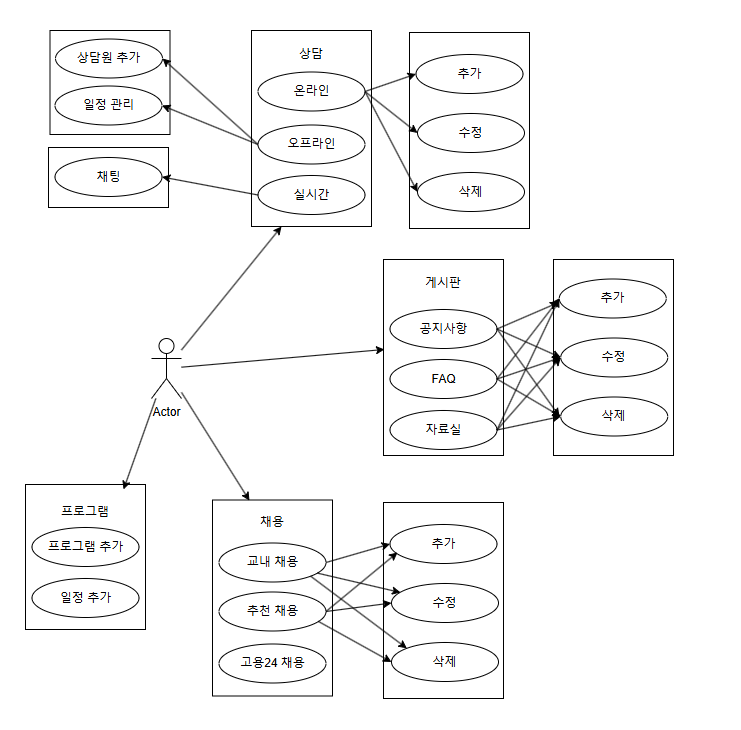 상담원 추가
일정 관리
채팅
상담
온라인
오프라인
실시간
추가
수정
삭제
게시판
공지사항
FAQ
자료실
추가
수정
삭제
Actor
프로그램
프로그램 추가
일정 추가
채용
교내 채용
추천 채용
고용24 채용
추가
수정
삭제